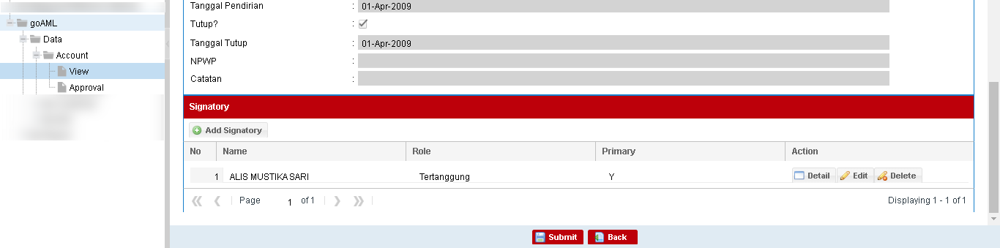 goAML
Data
Account
View
Approval
Tanggal Pendirian : 01-Apr-2009
Tutup? :
Tanggal Tutup : 01-Apr-2009
NPWP :
Catatan :
Signatory
Add Signatory
No Name Role Primary Action
1 ALIS MUSTIKA SARI Tertanggung Y Detail Edit Delete
Page 1 of 1 Displaying 1 - 1 of 1
Submit Back